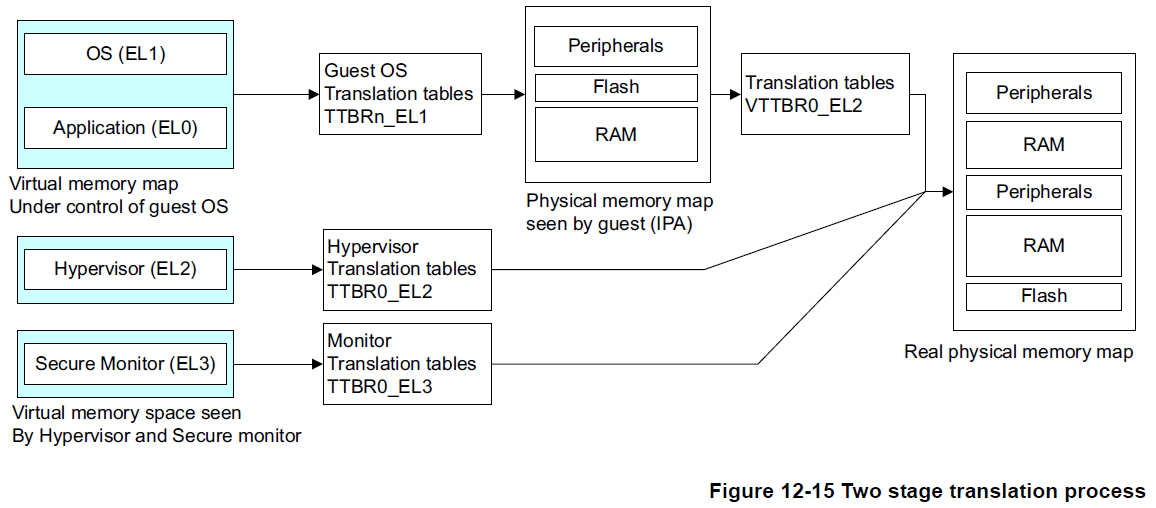 OS (EL1)
Application (EL0)
Virtual memory map
Under control of guest OS
Guest OS
Translation tables
TTBRn_EL1
Peripherals
Flash
RAM
Physical memory map
seen by guest (IPA)
Translation tables
VTTBR0_EL2
Peripherals
RAM
Peripherals
RAM
Flash
Real physical memory map
Hypervisor (EL2)
Hypervisor
Translation tables
TTBR0_EL2
Secure Monitor (EL3)
Monitor
Translation tables
TTBR0_EL3
Virtual memory space seen
By Hypervisor and Secure monitor
Figure 12-15 Two stage translation process